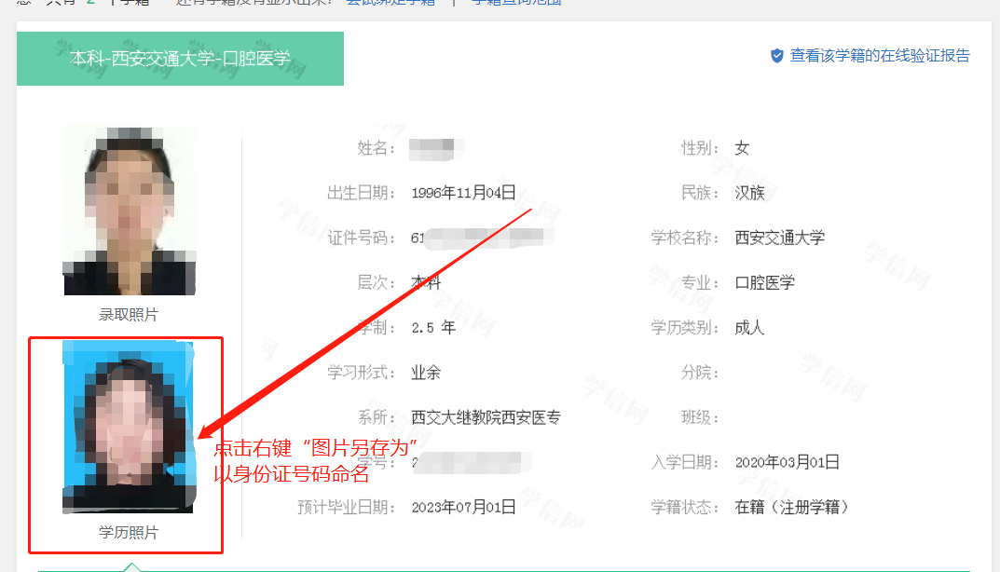 本科-西安交通大学-口腔医学
查看该学籍的在线验证报告
姓名：
性别： 女
出生日期： 1996年11月04日
民族： 汉族
证件号码： 61
学校名称： 西安交通大学
层次： 本科
专业： 口腔医学
录取照片
学制： 2.5 年
学历类别： 成人
学习形式： 业余
分院：
系所： 西交大继教院西安医专
班级：
点击右键“图片另存为”
学号： 2
入学日期： 2020年03月01日
以身份证号码命名
预计毕业日期： 2023年07月01日
学籍状态： 在籍（注册学籍）
学历照片
学信网